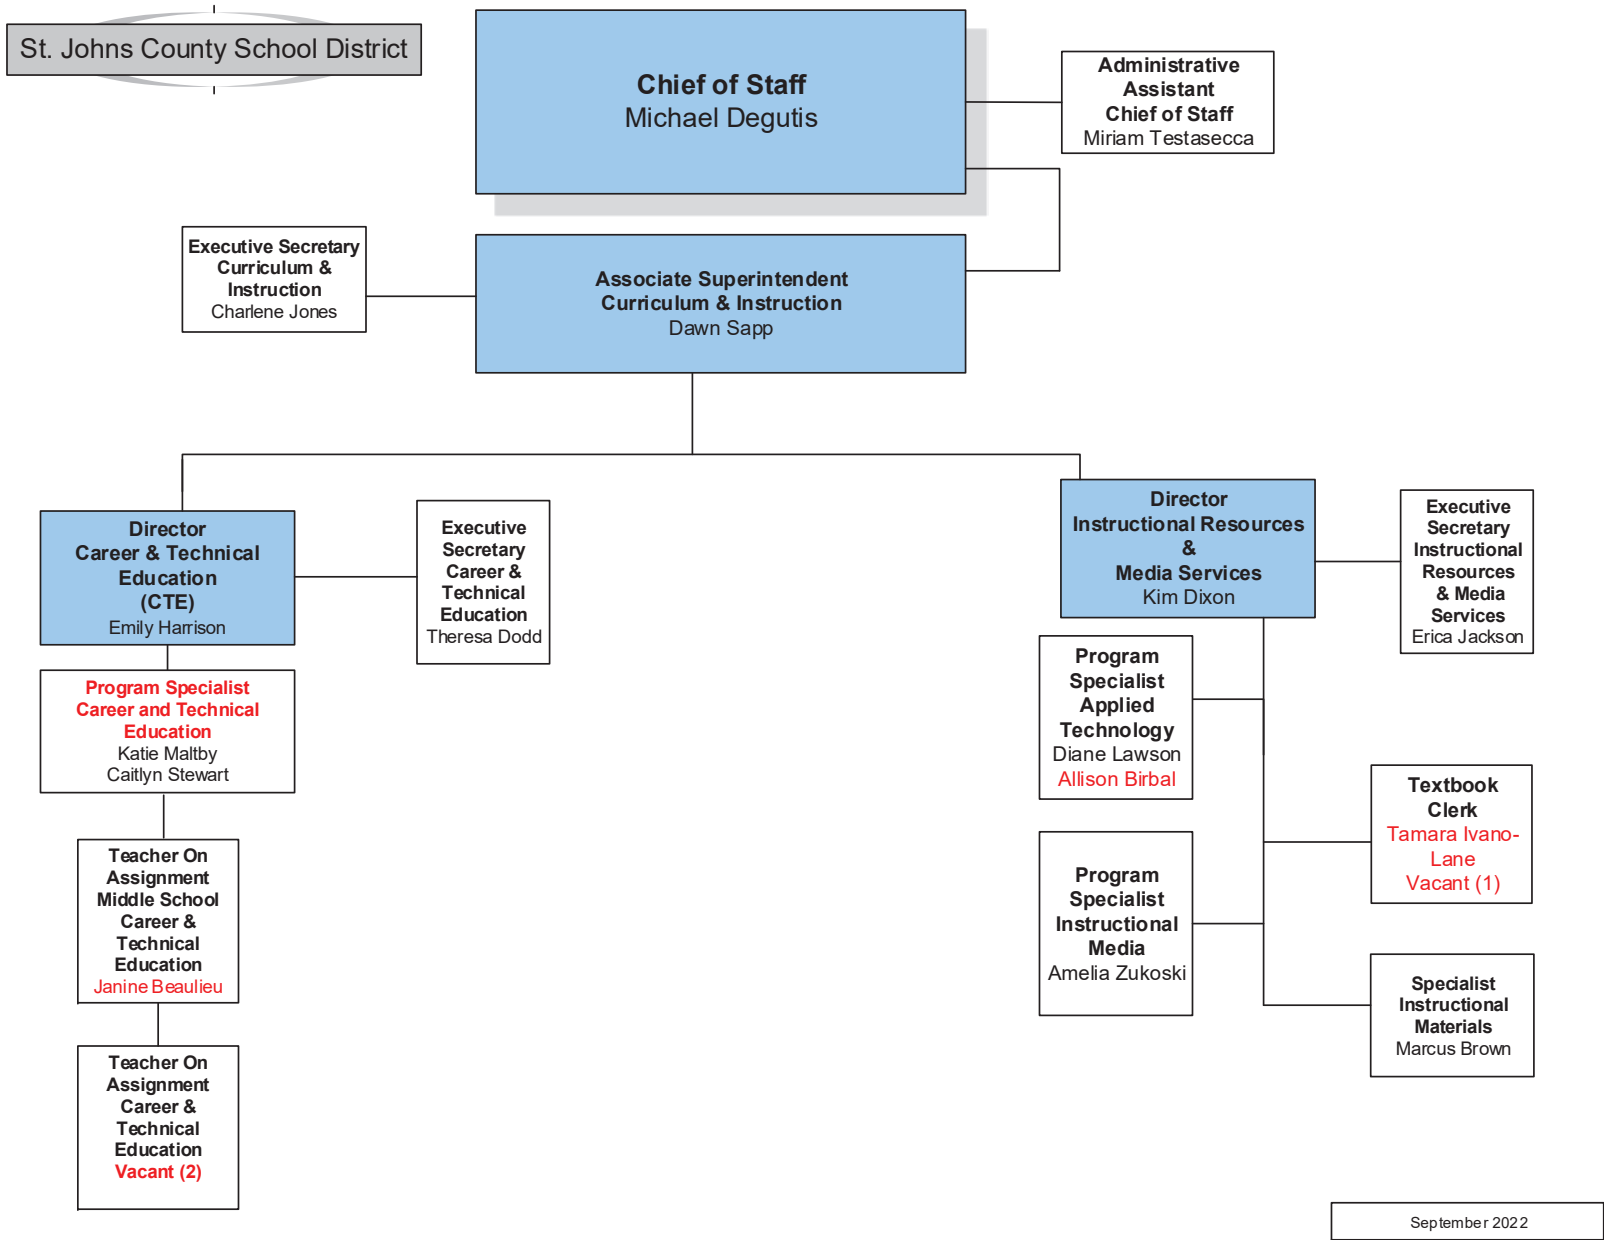 St. Johns County School District
Chief of Staff
Michael Degutis
Administrative
Assistant
Chief of Staff
Miriam Testasecca
Executive Secretary
Curriculum &
Instruction
Charlene Jones
Associate Superintendent
Curriculum & Instruction
Dawn Sapp
Director
Career & Technical
Education
(CTE)
Emily Harrison
Executive
Secretary
Career &
Technical
Education
Theresa Dodd
Director
Instructional Resources
&
Media Services
Kim Dixon
Executive
Secretary
Instructional
Resources
& Media
Services
Erica Jackson
Program Specialist
Career and Technical
Education
Katie Maltby
Caitlyn Stewart
Program
Specialist
Applied
Technology
Diane Lawson
Allison Birbal
Textbook
Clerk
Tamara Ivano-
Lane
Vacant (1)
Teacher On
Assignment
Middle School
Career &
Technical
Education
Janine Beaulieu
Program
Specialist
Instructional
Media
Amelia Zukoski
Specialist
Instructional
Materials
Marcus Brown
Teacher On
Assignment
Career &
Technical
Education
Vacant (2)
September 2022